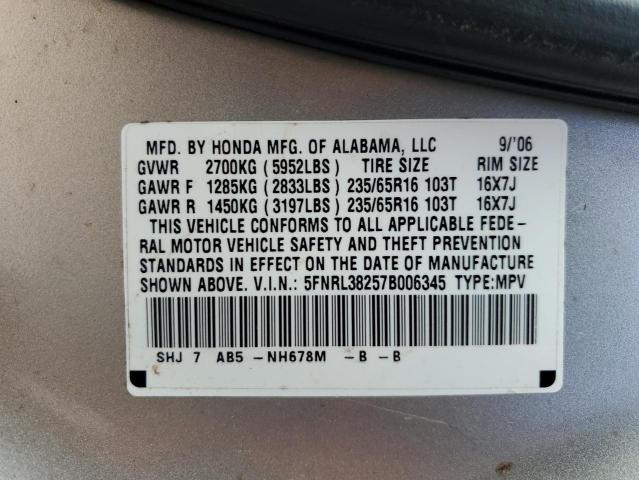 MFD. BY HONDA MFG. OF ALABAMA, LLC 9/'06
GVWR 2700KG (5952LBS) TIRE SIZE RIM SIZE
GAWR F 1285KG (2833LBS) 235/65R16 103T 16X7J
GAWR R 1450KG (3197LBS) 235/65R16 103T 16X7J
THIS VEHICLE CONFORMS TO ALL APPLICABLE FEDE-
RAL MOTOR VEHICLE SAFETY AND THEFT PREVENTION
STANDARDS IN EFFECT ON THE DATE OF MANUFACTURE
SHOWN ABOVE. V.I.N.: 5FNRL38257B006345 TYPE:MPV
SHJ 7 AB5 -NH678M -B -B